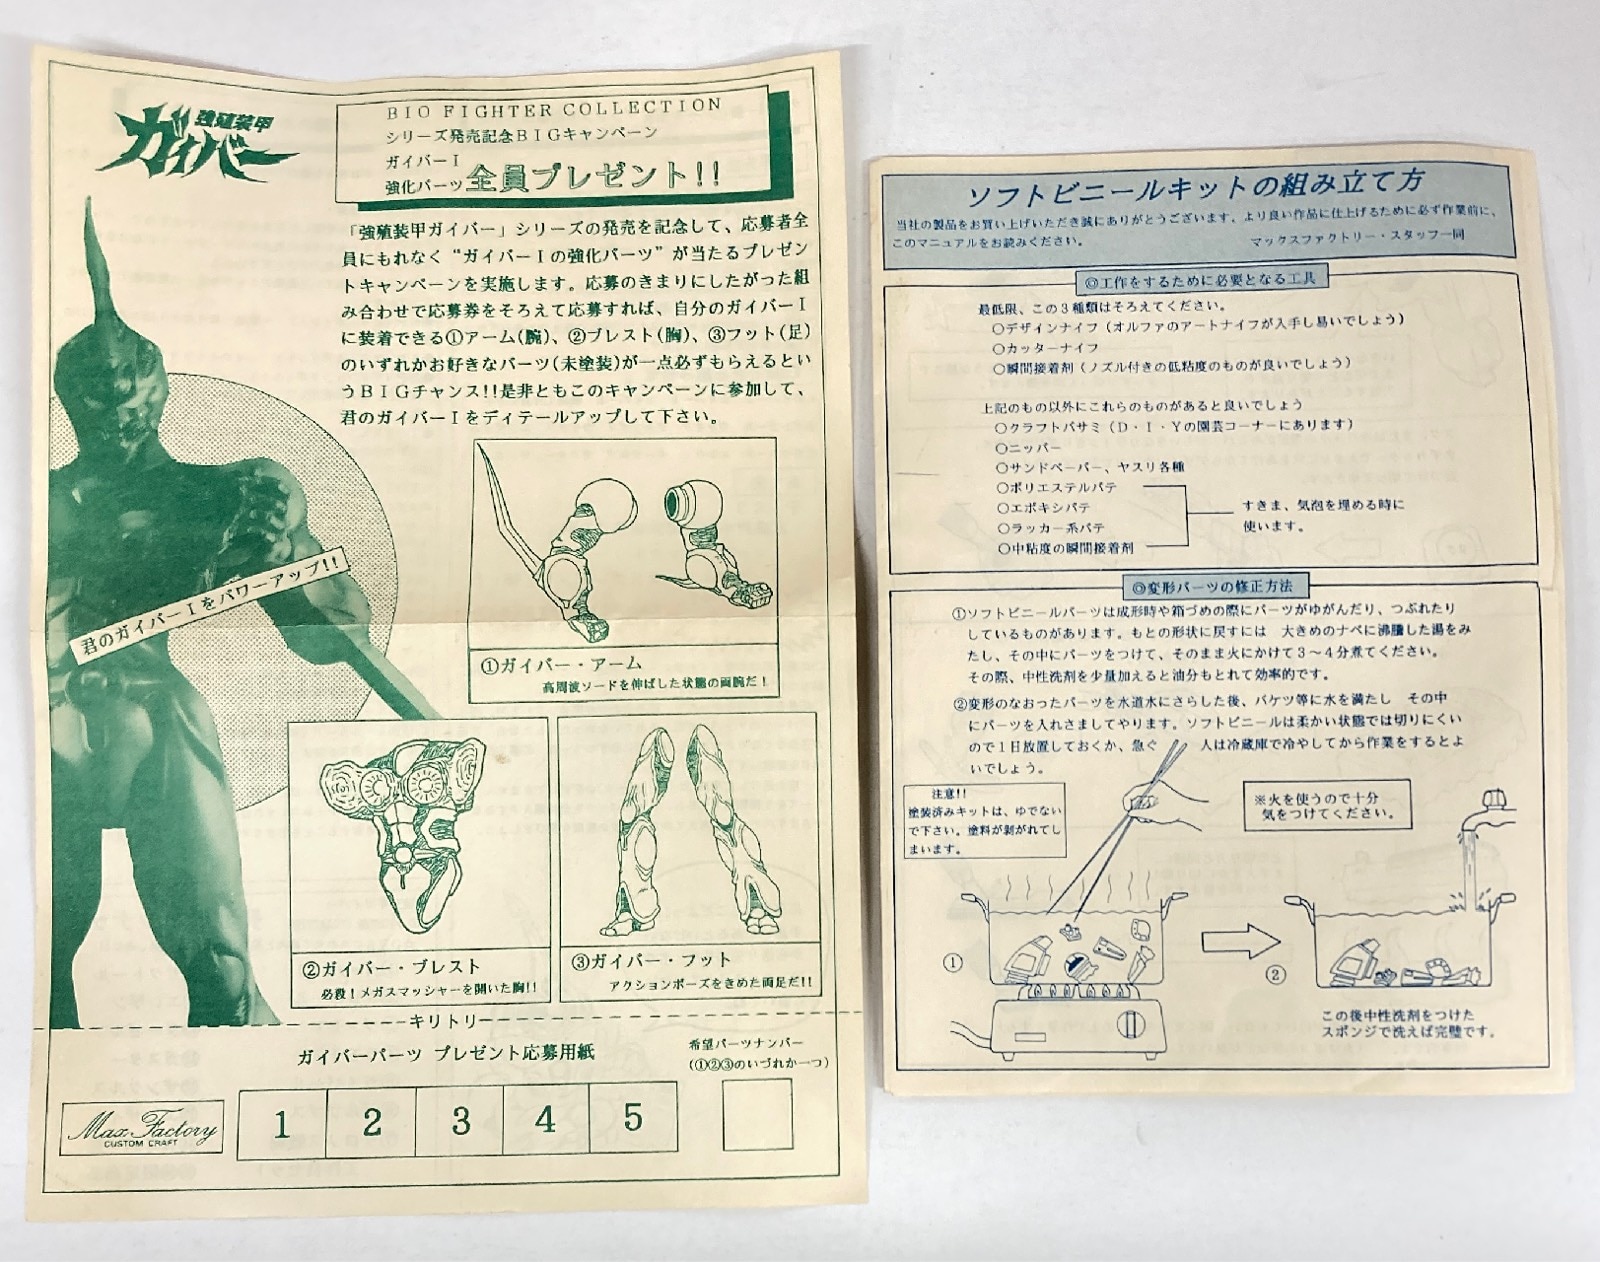 強殖装甲
ガイバー
BIO FIGHTER COLLECTION
シリーズ発売記念BIGキャンペーン
ガイバーI
強化パーツ全員プレゼント!!
「強殖装甲ガイバー」シリーズの発売を記念して、応募者全
員にもれなく“ガイバーIの強化パーツ”が当たるプレゼン
トキャンペーンを実施します。応募のきまりにしたがった組
み合わせで応募券をそろえて応募すれば、自分のガイバーI
に装着できる①アーム(腕)、②ブレスト(胸)、③フット(足)
のいずれかお好きなパーツ(未塗装)が一点必ずもらえるとい
うBIGチャンス!!是非ともこのキャンペーンに参加して、
君のガイバーIをディテールアップして下さい。
君のガイバーIをパワーアップ!!
①ガイバー・アーム
高周波ソードを伸ばした状態の両腕だ!
②ガイバー・ブレスト
必殺!メガスマッシャーを開いた胸!!
③ガイバー・フット
アクションポーズをきめた両足だ!!
キリトリ
ガイバーパーツ プレゼント応募用紙
希望パーツナンバー
(①②③のいづれか一つ)
Max Factory
CUSTOM CRAFT
1 2 3 4 5
ソフトビニールキットの組み立て方
当社の製品をお買い上げいただき誠にありがとうございます。より良い作品に仕上げるために必ず作業前に、
このマニュアルをお読みください。
マックスファクトリー・スタッフ一同
◎工作をするために必要となる工具
最低限、この3種類はそろえてください。
○デザインナイフ(オルファのアートナイフが入手し易いでしょう)
○カッターナイフ
○瞬間接着剤(ノズル付きの低粘度のものが良いでしょう)
上記のもの以外にこれらのものがあると良いでしょう
○クラフトバサミ(D・I・Yの園芸コーナーにあります)
○ニッパー
○サンドペーパー、ヤスリ各種
○ポリエステルパテ
○エポキシパテ
○ラッカー系パテ
○中粘度の瞬間接着剤
すきま、気泡を埋める時に
使います。
◎変形パーツの修正方法
①ソフトビニールパーツは成形時や箱づめの際にパーツがゆがんだり、つぶれたり
しているものがあります。もとの形状に戻すには 大きめのナベに沸騰した湯をみ
たし、その中にパーツをつけて、そのまま火にかけて3～4分煮てください。
その際、中性洗剤を少量加えると油分もとれて効率的です。
②変形のなおったパーツを水道水にさらした後、バケツ等に水を満たし その中
にパーツを入れさましてやります。ソフトビニールは柔かい状態では切りにくい
ので1日放置しておくか、急ぐ 人は冷蔵庫で冷やしてから作業をするとよ
いでしょう。
注意!!
塗装済みキットは、ゆでない
で下さい。塗料が剥がれてし
まいます。
※火を使うので十分
気をつけてください。
①
②
この後中性洗剤をつけた
スポンジで洗えば完璧です。